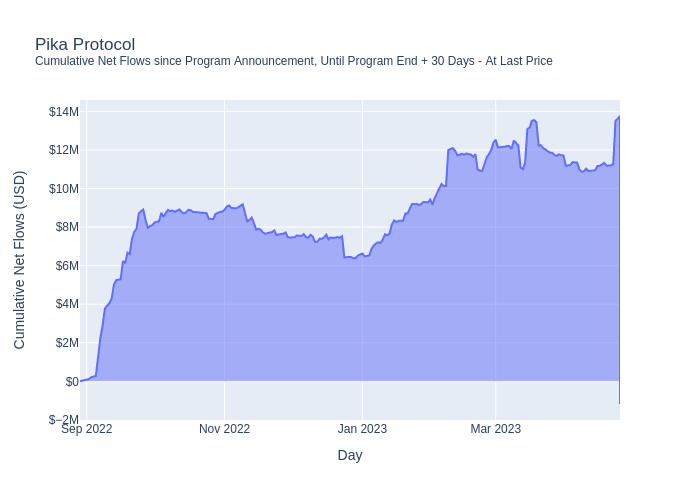 Pika Protocol
Cumulative Net Flows since Program Announcement, Until Program End + 30 Days - At Last Price
$14M
$12M
$10M
$8M
$6M
$4M
$2M
$0
$−2M
Cumulative Net Flows (USD)
Sep 2022
Nov 2022
Jan 2023
Mar 2023
Day